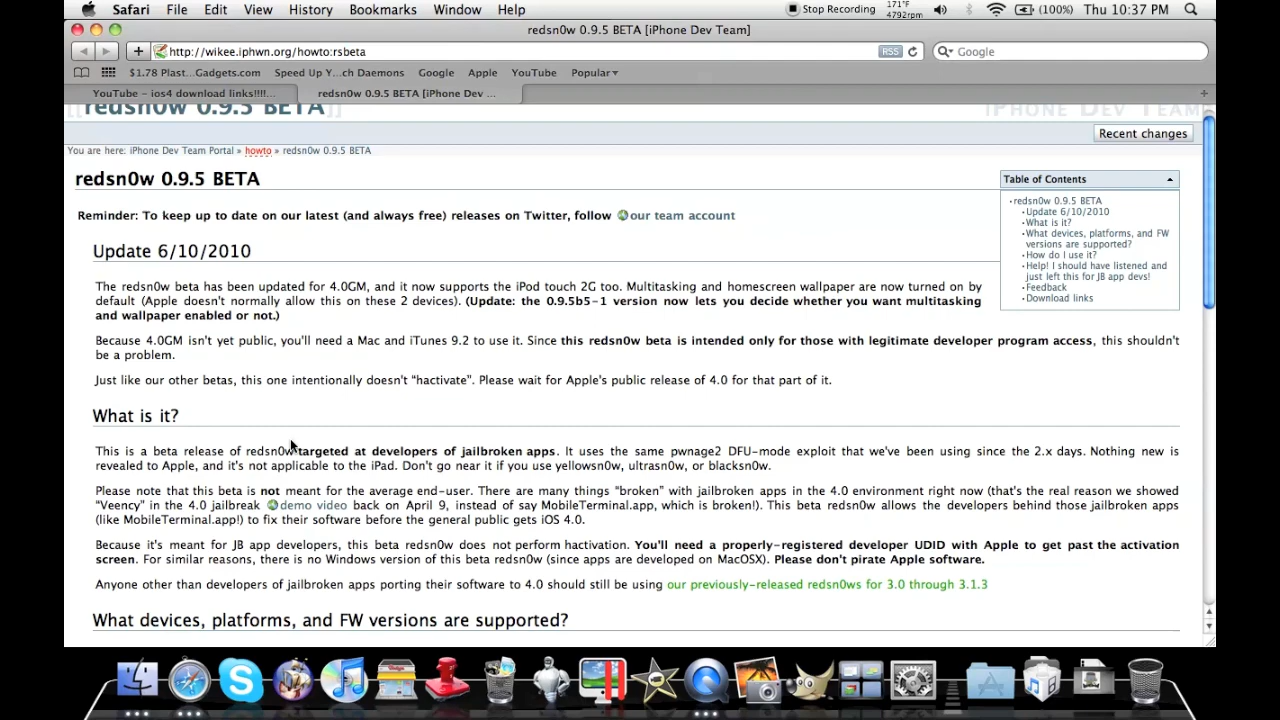 Safari File Edit View History Bookmarks Window Help Stop Recording 171°F 4792rpm (100%) Thu 10:37 PM
redsn0w 0.9.5 BETA [iPhone Dev Team]
http://wikee.iphwn.org/howto:rsbeta RSS Google
$1.78 Plast...Gadgets.com Speed Up Y...ch Daemons Google Apple YouTube Popular
YouTube - ios4 download links!!!!... redsn0w 0.9.5 BETA [iPhone Dev ...
[[redsn0w 0.9.5 BETA]] iPhone Dev Team
Recent changes
You are here: iPhone Dev Team Portal » howto » redsn0w 0.9.5 BETA
redsn0w 0.9.5 BETA
Reminder: To keep up to date on our latest (and always free) releases on Twitter, follow our team account
Update 6/10/2010
The redsn0w beta has been updated for 4.0GM, and it now supports the iPod touch 2G too. Multitasking and homescreen wallpaper are now turned on by
default (Apple doesn't normally allow this on these 2 devices). (Update: the 0.9.5b5-1 version now lets you decide whether you want multitasking
and wallpaper enabled or not.)
Because 4.0GM isn't yet public, you'll need a Mac and iTunes 9.2 to use it. Since this redsn0w beta is intended only for those with legitimate developer program access, this shouldn't
be a problem.
Just like our other betas, this one intentionally doesn't "hactivate". Please wait for Apple's public release of 4.0 for that part of it.
What is it?
This is a beta release of redsn0w targeted at developers of jailbroken apps. It uses the same pwnage2 DFU-mode exploit that we've been using since the 2.x days. Nothing new is
revealed to Apple, and it's not applicable to the iPad. Don't go near it if you use yellowsn0w, ultrasn0w, or blacksn0w.
Please note that this beta is not meant for the average end-user. There are many things "broken" with jailbroken apps in the 4.0 environment right now (that's the real reason we showed
"Veency" in the 4.0 jailbreak demo video back on April 9, instead of say MobileTerminal.app, which is broken!). This beta redsn0w allows the developers behind those jailbroken apps
(like MobileTerminal.app!) to fix their software before the general public gets iOS 4.0.
Because it's meant for JB app developers, this beta redsn0w does not perform hactivation. You'll need a properly-registered developer UDID with Apple to get past the activation
screen. For similar reasons, there is no Windows version of this beta redsn0w (since apps are developed on MacOSX). Please don't pirate Apple software.
Anyone other than developers of jailbroken apps porting their software to 4.0 should still be using our previously-released redsn0ws for 3.0 through 3.1.3
What devices, platforms, and FW versions are supported?
Table of Contents
redsn0w 0.9.5 BETA
Update 6/10/2010
What is it?
What devices, platforms, and FW
versions are supported?
How do I use it?
Help! I should have listened and
just left this for JB app devs!
Feedback
Download links